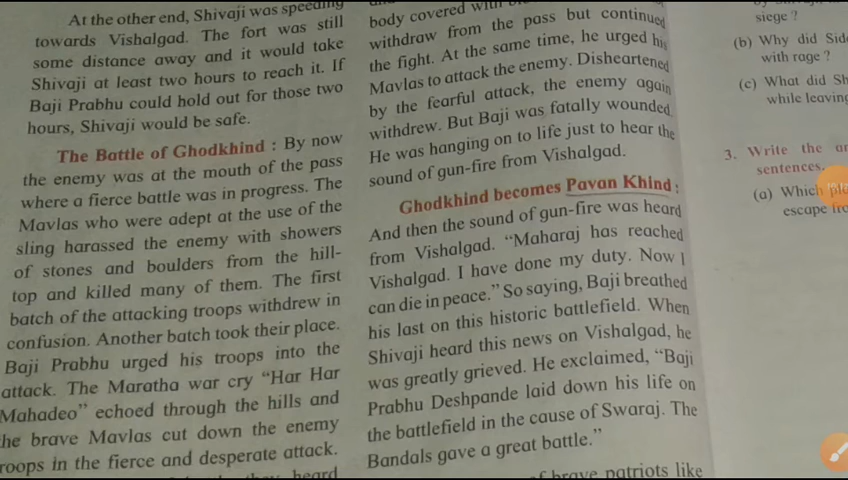 At the other end, Shivaji was speeding
towards Vishalgad. The fort was still
some distance away and it would take
Shivaji at least two hours to reach it. If
Baji Prabhu could hold out for those two
hours, Shivaji would be safe.
The Battle of Ghodkhind : By now
the enemy was at the mouth of the pass
where a fierce battle was in progress. The
Mavlas who were adept at the use of the
sling harassed the enemy with showers
of stones and boulders from the hill-
top and killed many of them. The first
batch of the attacking troops withdrew in
confusion. Another batch took their place.
Baji Prabhu urged his troops into the
attack. The Maratha war cry “Har Har
Mahadeo” echoed through the hills and
the brave Mavlas cut down the enemy
troops in the fierce and desperate attack.
heard
body covered with
withdraw from the pass but continued
the fight. At the same time, he urged his
Mavlas to attack the enemy. Disheartened
by the fearful attack, the enemy again
withdrew. But Baji was fatally wounded.
He was hanging on to life just to hear the
sound of gun-fire from Vishalgad.
Ghodkhind becomes Pavan Khind :
And then the sound of gun-fire was heard
from Vishalgad. “Maharaj has reached
Vishalgad. I have done my duty. Now I
can die in peace.” So saying, Baji breathed
his last on this historic battlefield. When
Shivaji heard this news on Vishalgad, he
was greatly grieved. He exclaimed, “Baji
Prabhu Deshpande laid down his life on
the battlefield in the cause of Swaraj. The
Bandals gave a great battle.”
of brave patriots like
siege ?
(b) Why did
with rage ?
(c) What did
while leaving
3. Write the
sentences.
(a) Which
escape